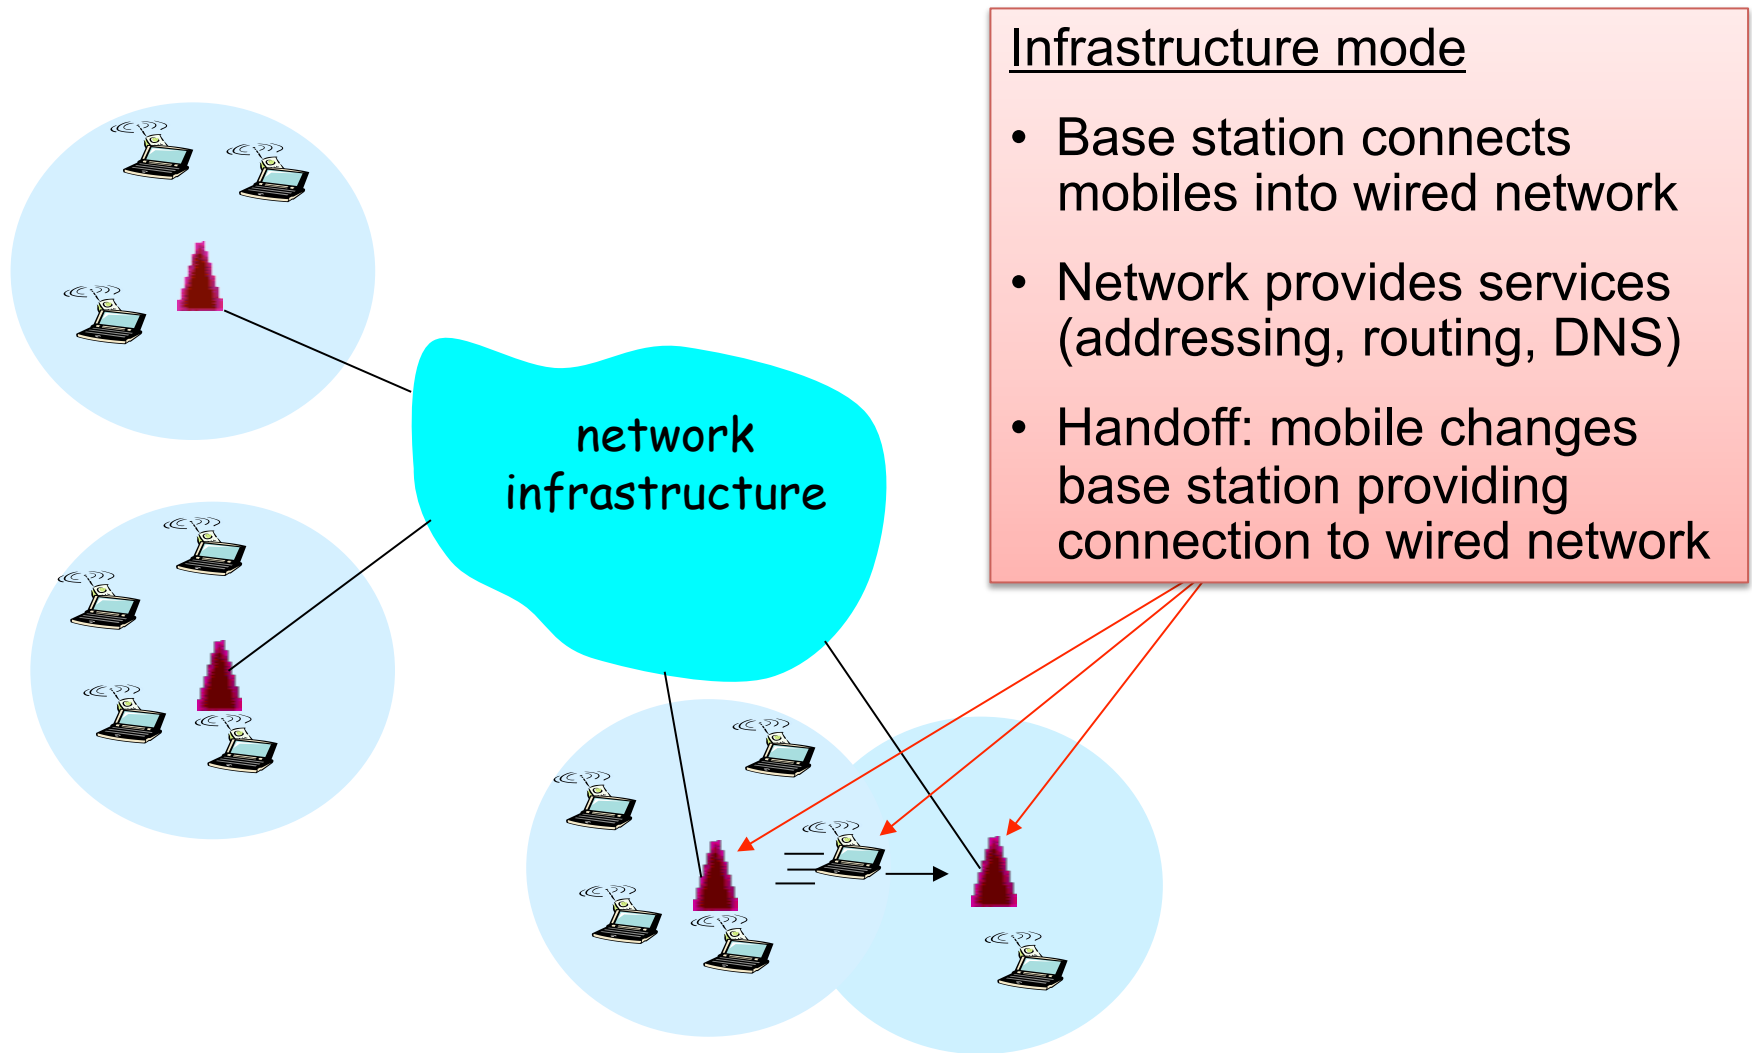 Infrastructure mode
• Base station connects
mobiles into wired network
• Network provides services
(addressing, routing, DNS)
• Handoff: mobile changes
base station providing
connection to wired network
network
infrastructure